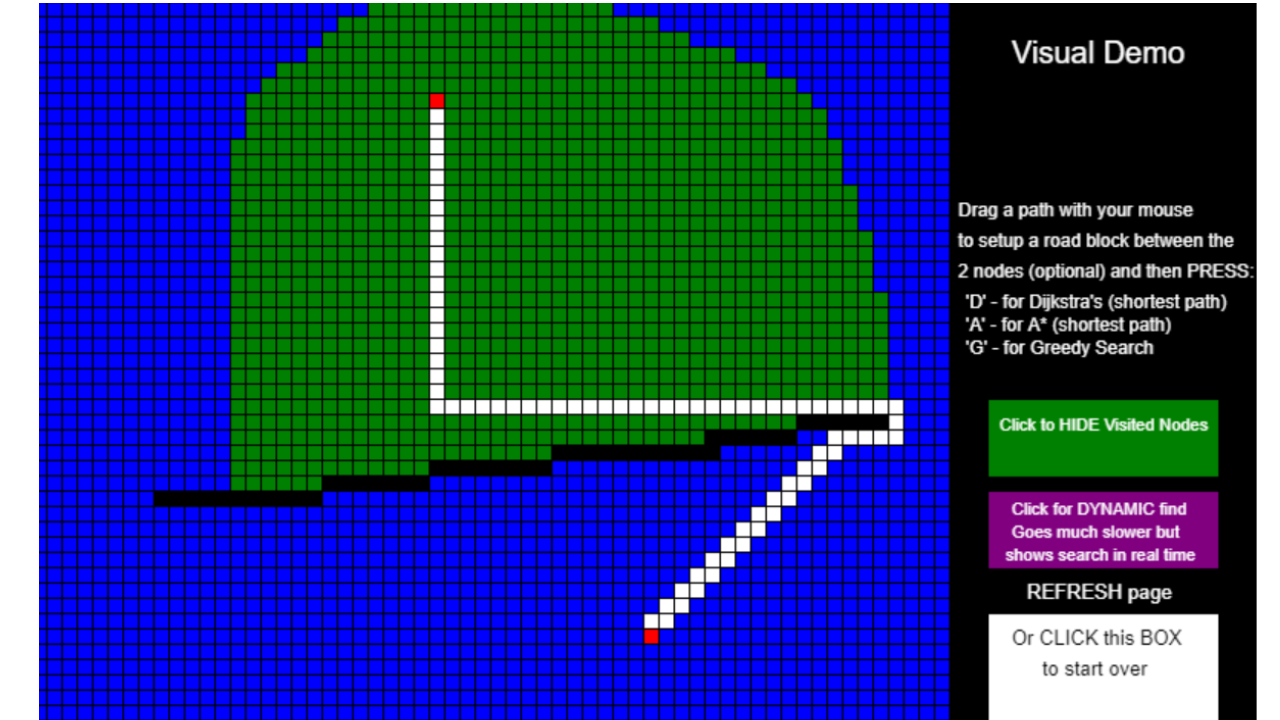 Visual Demo
Drag a path with your mouse
to setup a road block between the
2 nodes (optional) and then PRESS:
'D' - for Dijkstra's (shortest path)
'A' - for A* (shortest path)
'G' - for Greedy Search
Click to HIDE Visited Nodes
Click for DYNAMIC find
Goes much slower but
shows search in real time
REFRESH page
Or CLICK this BOX
to start over